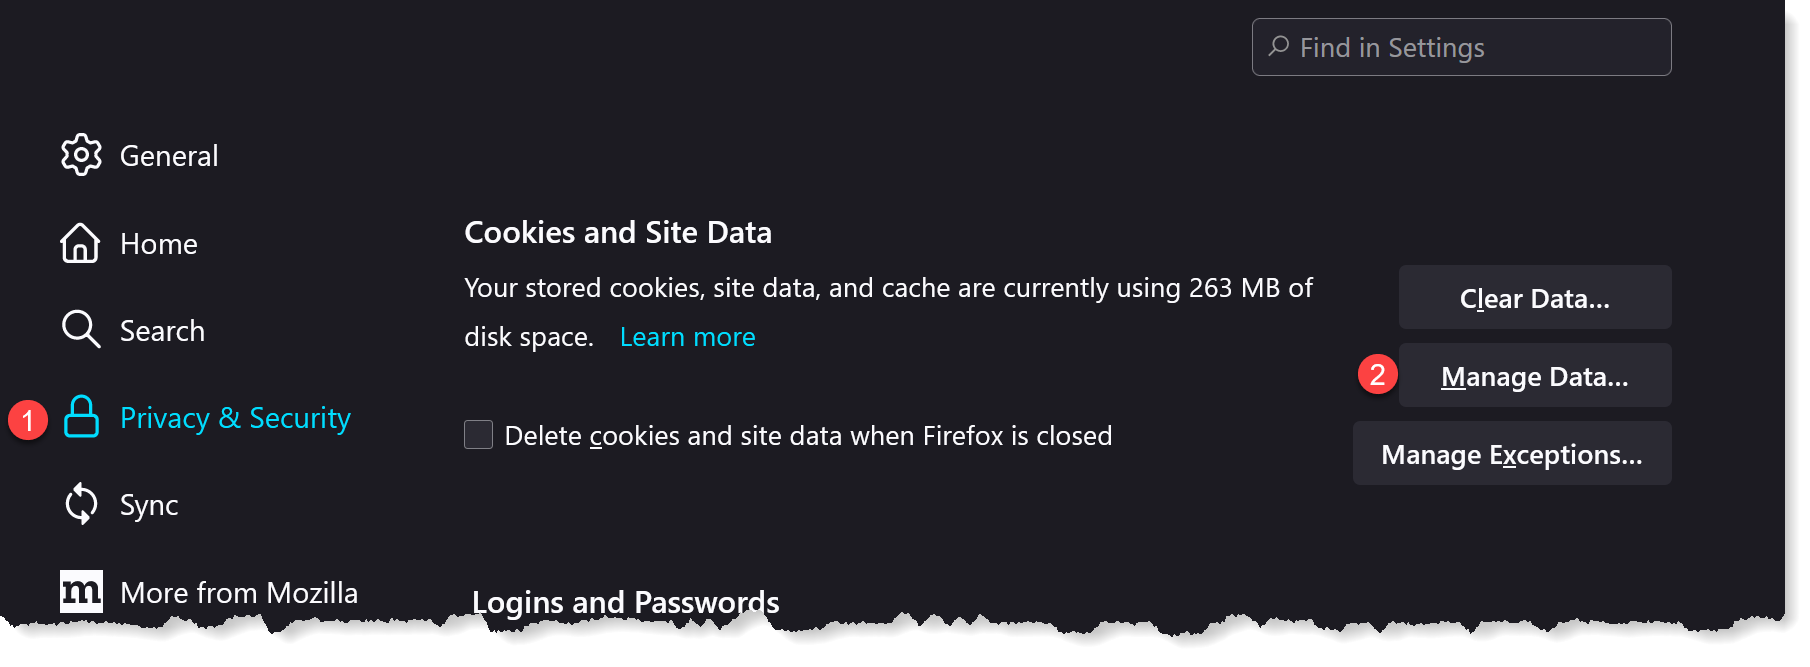 Find in Settings
General
Home
Search
1 Privacy & Security
Sync
m More from Mozilla
Cookies and Site Data
Your stored cookies, site data, and cache are currently using 263 MB of
disk space. Learn more
Clear Data...
2 Manage Data...
Delete cookies and site data when Firefox is closed
Manage Exceptions...
Logins and Passwords